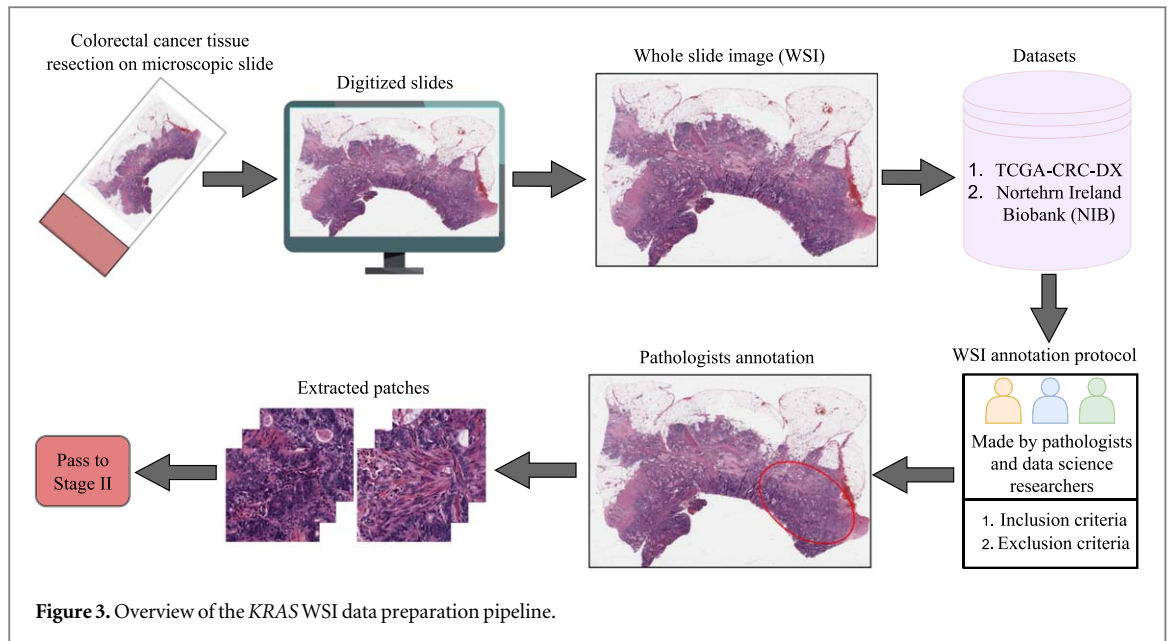 Colorectal cancer tissue
resection on microscopic slide
Digitized slides
Whole slide image (WSI)
Datasets
1. TCGA-CRC-DX
2. Nortehrn Ireland
Biobank (NIB)
WSI annotation protocol
Made by pathologists
and data science
researchers
1. Inclusion criteria
2. Exclusion criteria
Pathologists annotation
Extracted patches
Pass to
Stage II
Figure 3. Overview of the KRAS WSI data preparation pipeline.